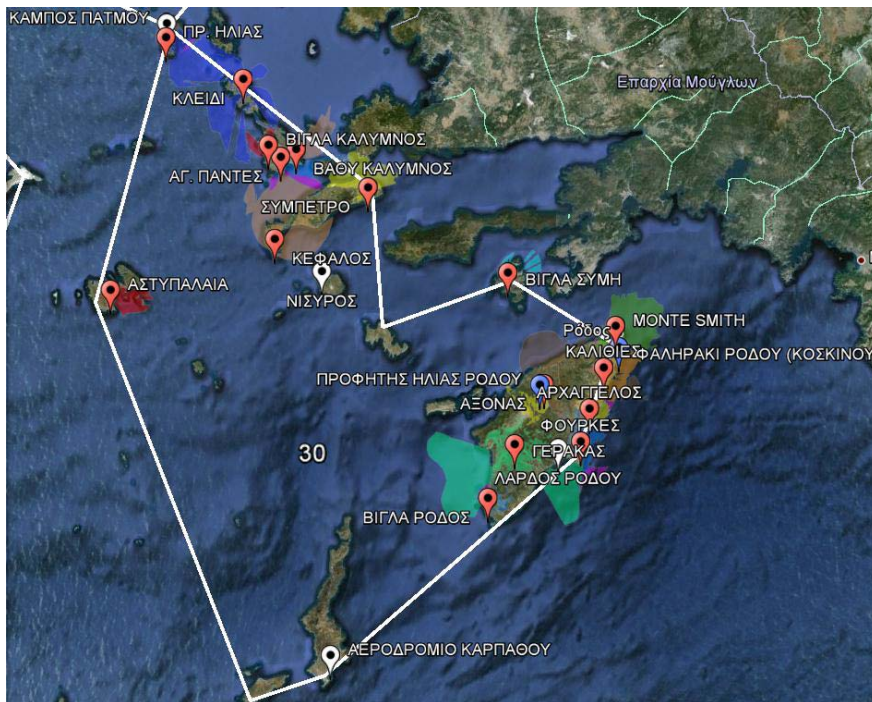 ΚΑΜΠΟΣ ΠΑΤΜΟΥ
ΠΡ. ΗΛΙΑΣ
ΚΛΕΙΔΙ
Επαρχία Μούγλων
ΒΙΓΛΑ ΚΑΛΥΜΝΟΣ
ΑΓ. ΠΑΝΤΕΣ
ΒΑΘΥ ΚΑΛΥΜΝΟΣ
ΣΥΜΠΕΤΡΟ
ΚΕΦΑΛΟΣ
ΝΙΣΥΡΟΣ
ΑΣΤΥΠΑΛΑΙΑ
ΒΙΓΛΑ ΣΥΜΗ
MONTE SMITH
Ρόδος
ΚΑΛΙΘΙΕΣ
ΦΑΛΗΡΑΚΙ ΡΟΔΟΥ (ΚΟΣΚΙΝΟΥ
ΠΡΟΦΗΤΗΣ ΗΛΙΑΣ ΡΟΔΟΥ
ΑΡΧΑΓΓΕΛΟΣ
ΑΞΟΝΑΣ
ΦΟΥΡΚΕΣ
30
ΓΕΡΑΚΑΣ
ΛΑΡΔΟΣ ΡΟΔΟΥ
ΒΙΓΛΑ ΡΟΔΟΣ
ΑΕΡΟΔΡΟΜΙΟ ΚΑΡΠΑΘΟΥ